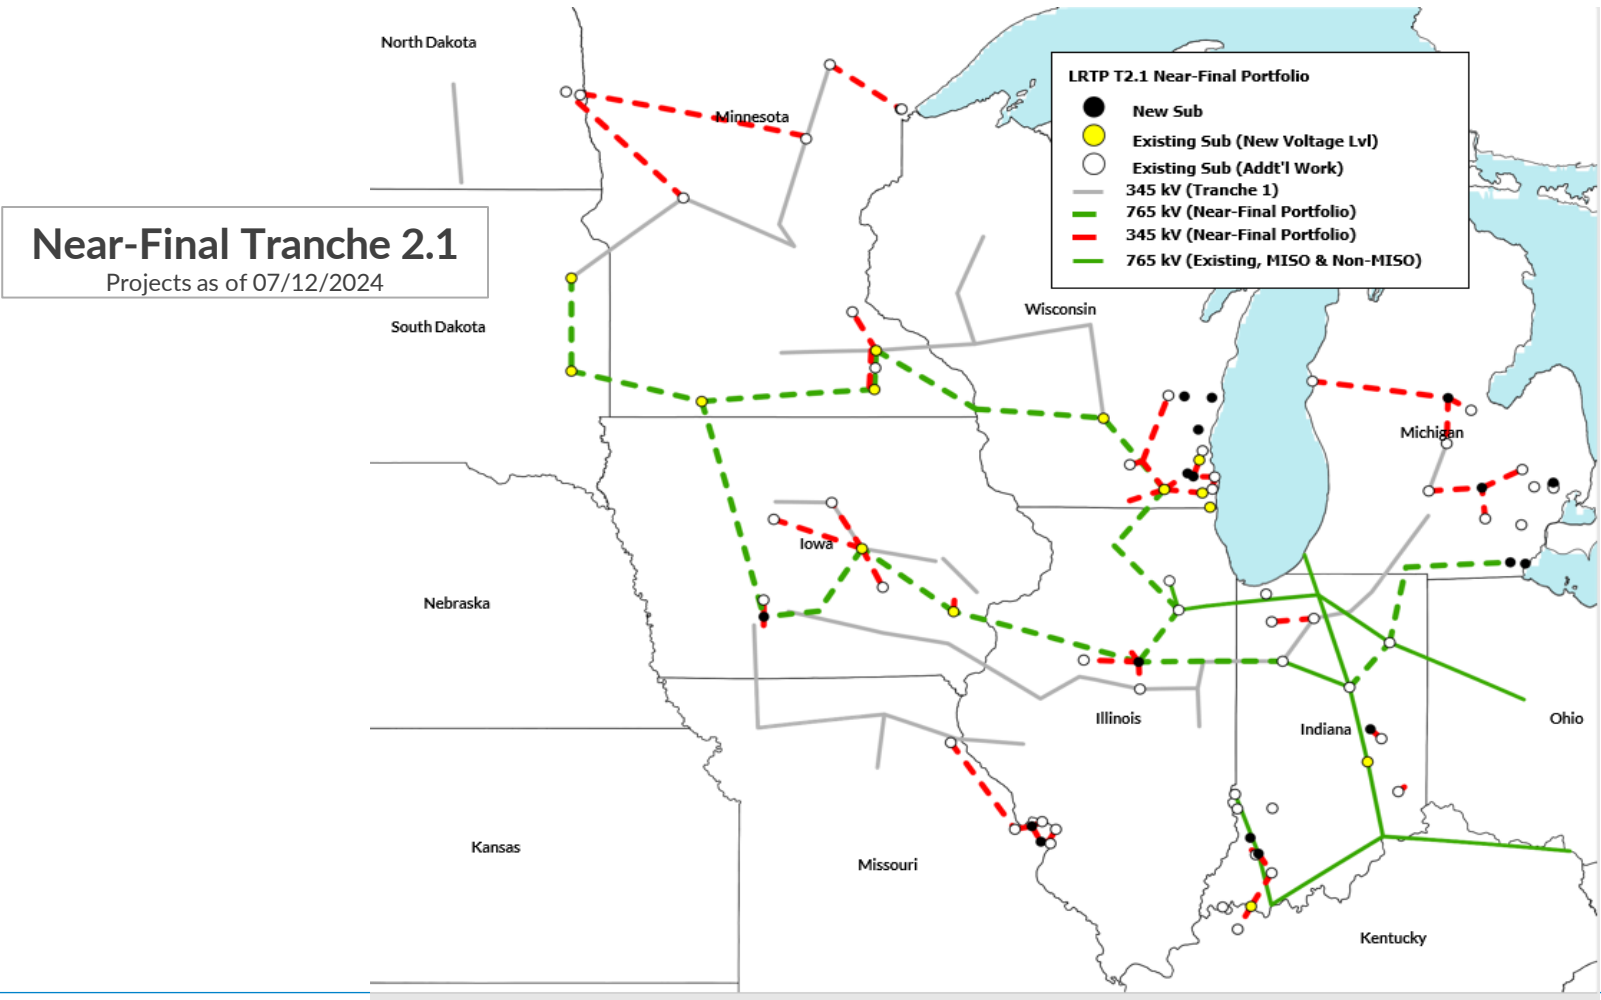 North Dakota
Minnesota
LRTP T2.1 Near-Final Portfolio
New Sub
Existing Sub (New Voltage Lvl)
Existing Sub (Addt'l Work)
345 kV (Tranche 1)
765 kV (Near-Final Portfolio)
345 kV (Near-Final Portfolio)
765 kV (Existing, MISO & Non-MISO)
Near-Final Tranche 2.1
Projects as of 07/12/2024
South Dakota
Wisconsin
Michigan
Iowa
Nebraska
Illinois
Indiana
Ohio
Kansas
Missouri
Kentucky